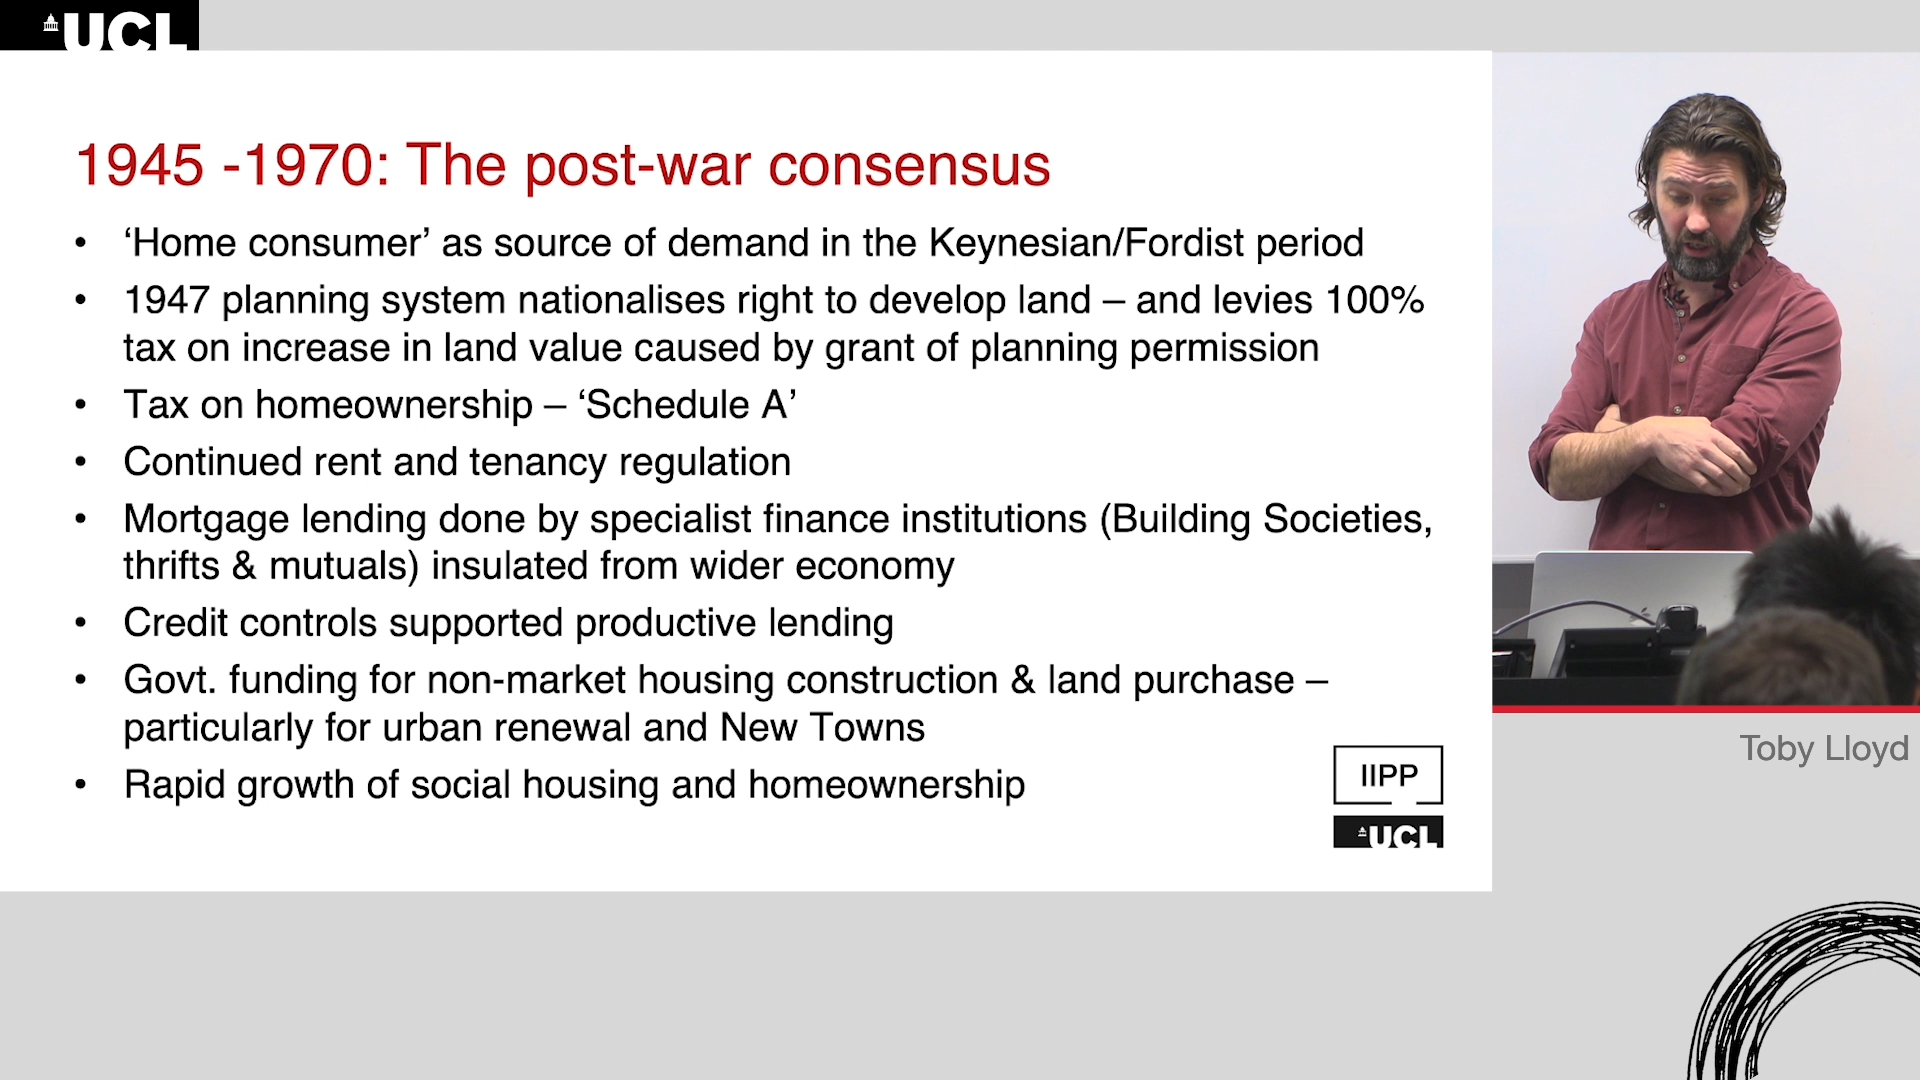 UCL
1945 -1970: The post-war consensus
• ‘Home consumer’ as source of demand in the Keynesian/Fordist period
• 1947 planning system nationalises right to develop land – and levies 100%
tax on increase in land value caused by grant of planning permission
• Tax on homeownership – ‘Schedule A’
• Continued rent and tenancy regulation
• Mortgage lending done by specialist finance institutions (Building Societies,
thrifts & mutuals) insulated from wider economy
• Credit controls supported productive lending
• Govt. funding for non-market housing construction & land purchase –
particularly for urban renewal and New Towns
• Rapid growth of social housing and homeownership
IIPP
UCL
Toby Lloyd